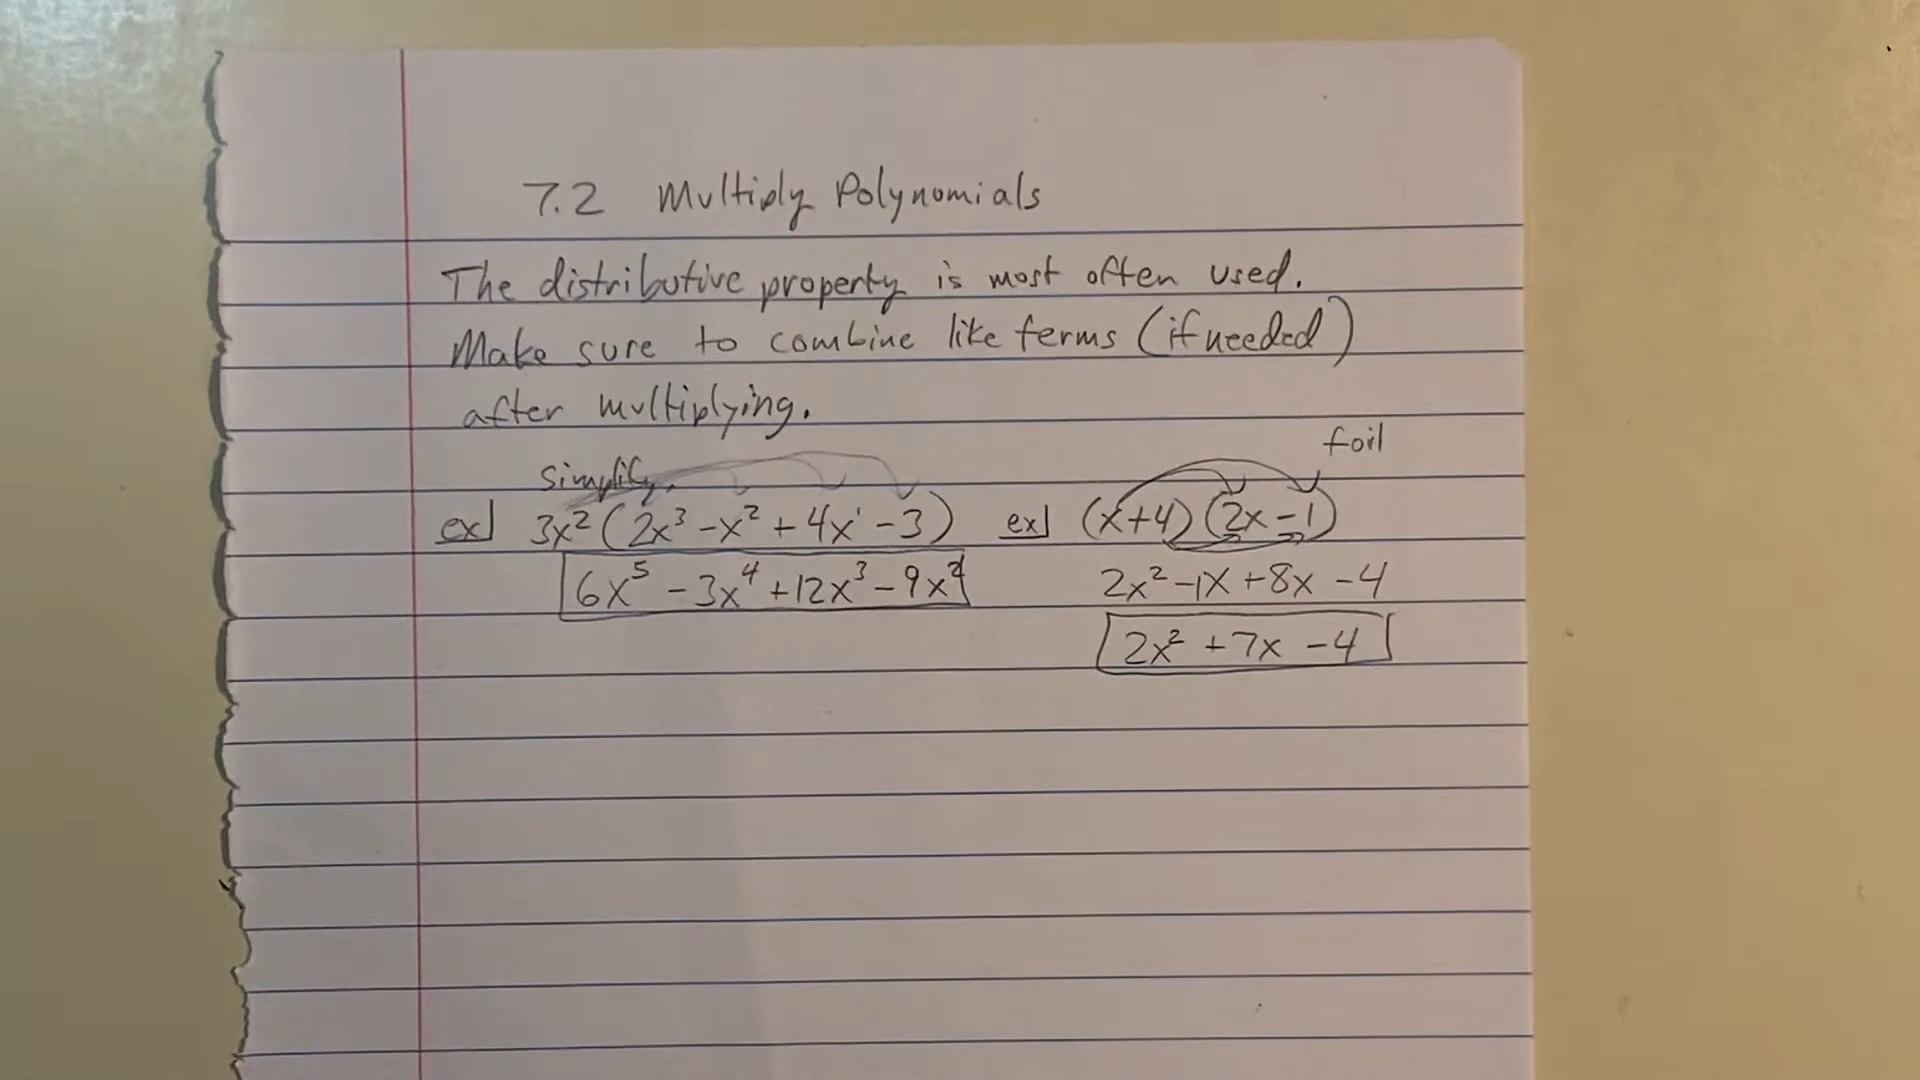 7.2 Multiply Polynomials
The distributive property is most often used.
Make sure to combine like terms (if needed)
after multiplying.
foil
Simplify.
ex] 3x² (2x³ - x² + 4x¹ - 3) ex] (x+4)(2x-1)
6x⁵ - 3x⁴ + 12x³ - 9x² 2x² - 1x + 8x - 4
2x² + 7x - 4